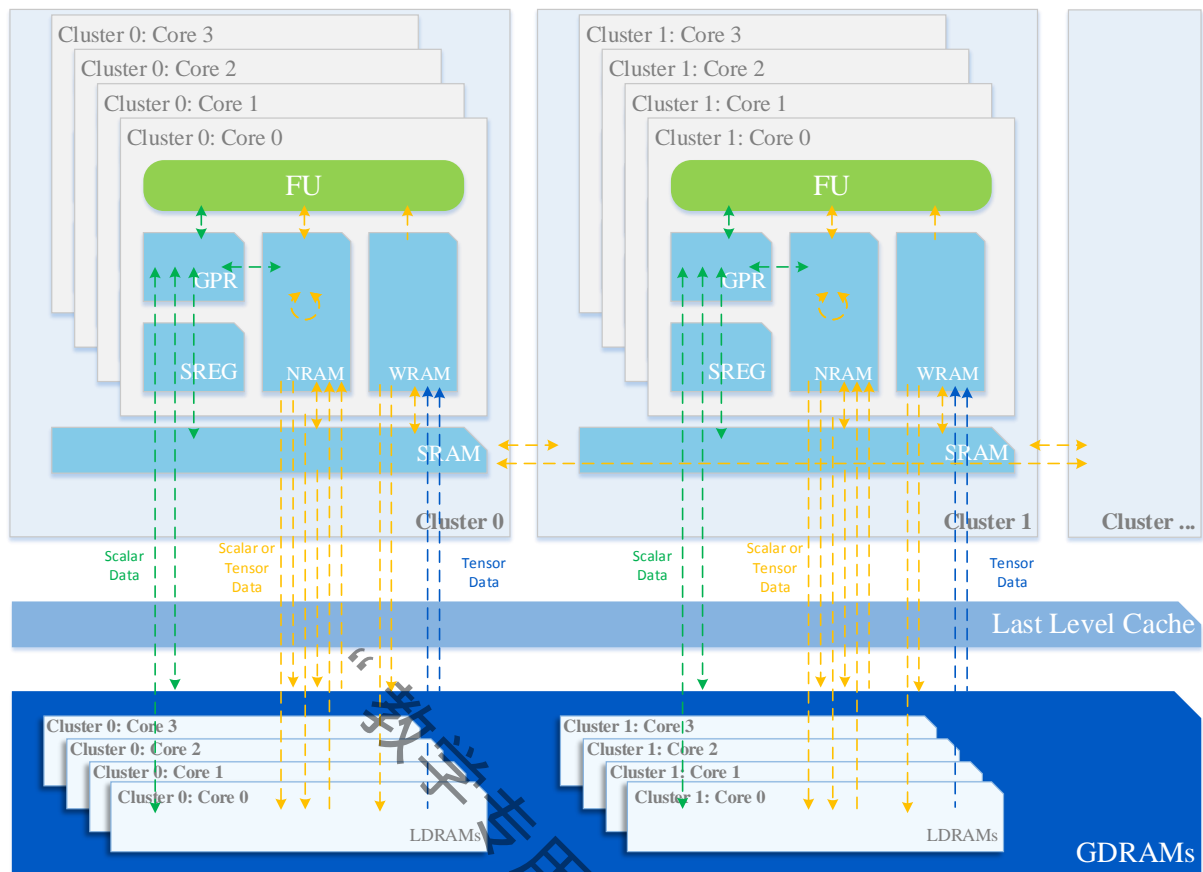 Cluster 0: Core 3
Cluster 0: Core 2
Cluster 0: Core 1
Cluster 0: Core 0
FU
GPR
SREG
NRAM
WRAM
SRAM
Cluster 0
Cluster 1: Core 3
Cluster 1: Core 2
Cluster 1: Core 1
Cluster 1: Core 0
FU
GPR
SREG
NRAM
WRAM
SRAM
Cluster 1
Cluster ...
Scalar
Data
Scalar or
Tensor
Data
Tensor
Data
Scalar
Data
Scalar or
Tensor
Data
Tensor
Data
Last Level Cache
Cluster 0: Core 3
Cluster 0: Core 2
Cluster 0: Core 1
Cluster 0: Core 0
LDRAMs
Cluster 1: Core 3
Cluster 1: Core 2
Cluster 1: Core 1
Cluster 1: Core 0
LDRAMs
GDRAMs
“教学专用